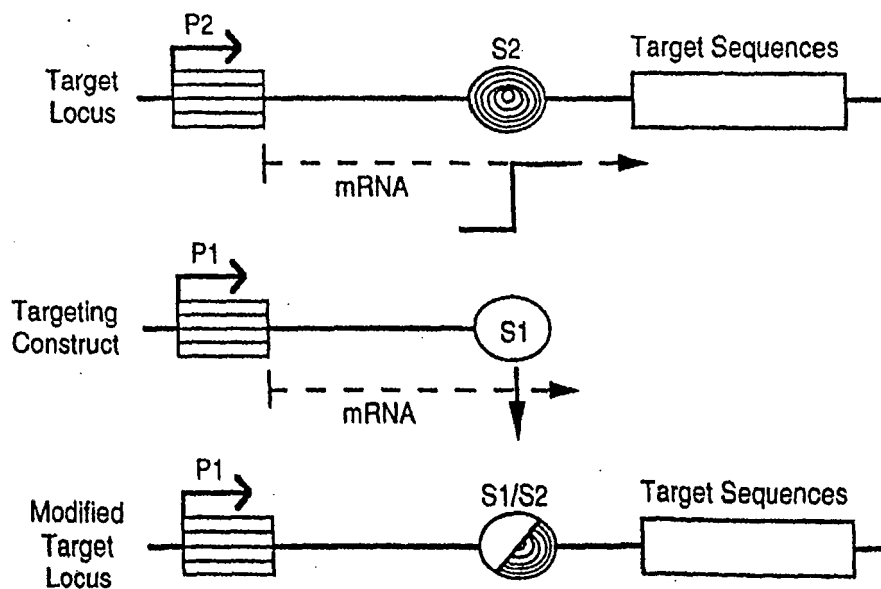 P2
S2
Target Sequences
Target
Locus
mRNA
P1
Targeting
Construct
S1
mRNA
P1
S1/S2
Target Sequences
Modified
Target
Locus